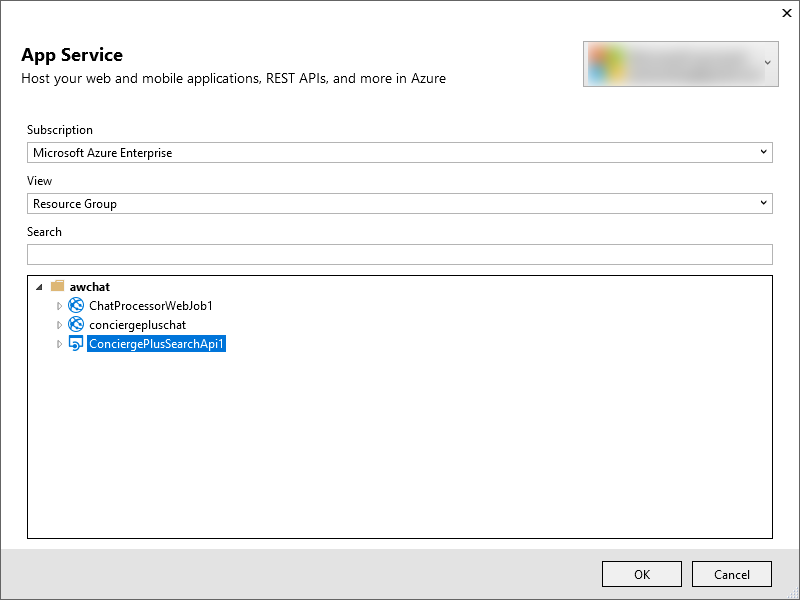 App Service
Host your web and mobile applications, REST APIs, and more in Azure
Subscription
Microsoft Azure Enterprise
View
Resource Group
Search
awchat
ChatProcessorWebJob1
conciergepluschat
ConciergePlusSearchApi1
OK
Cancel